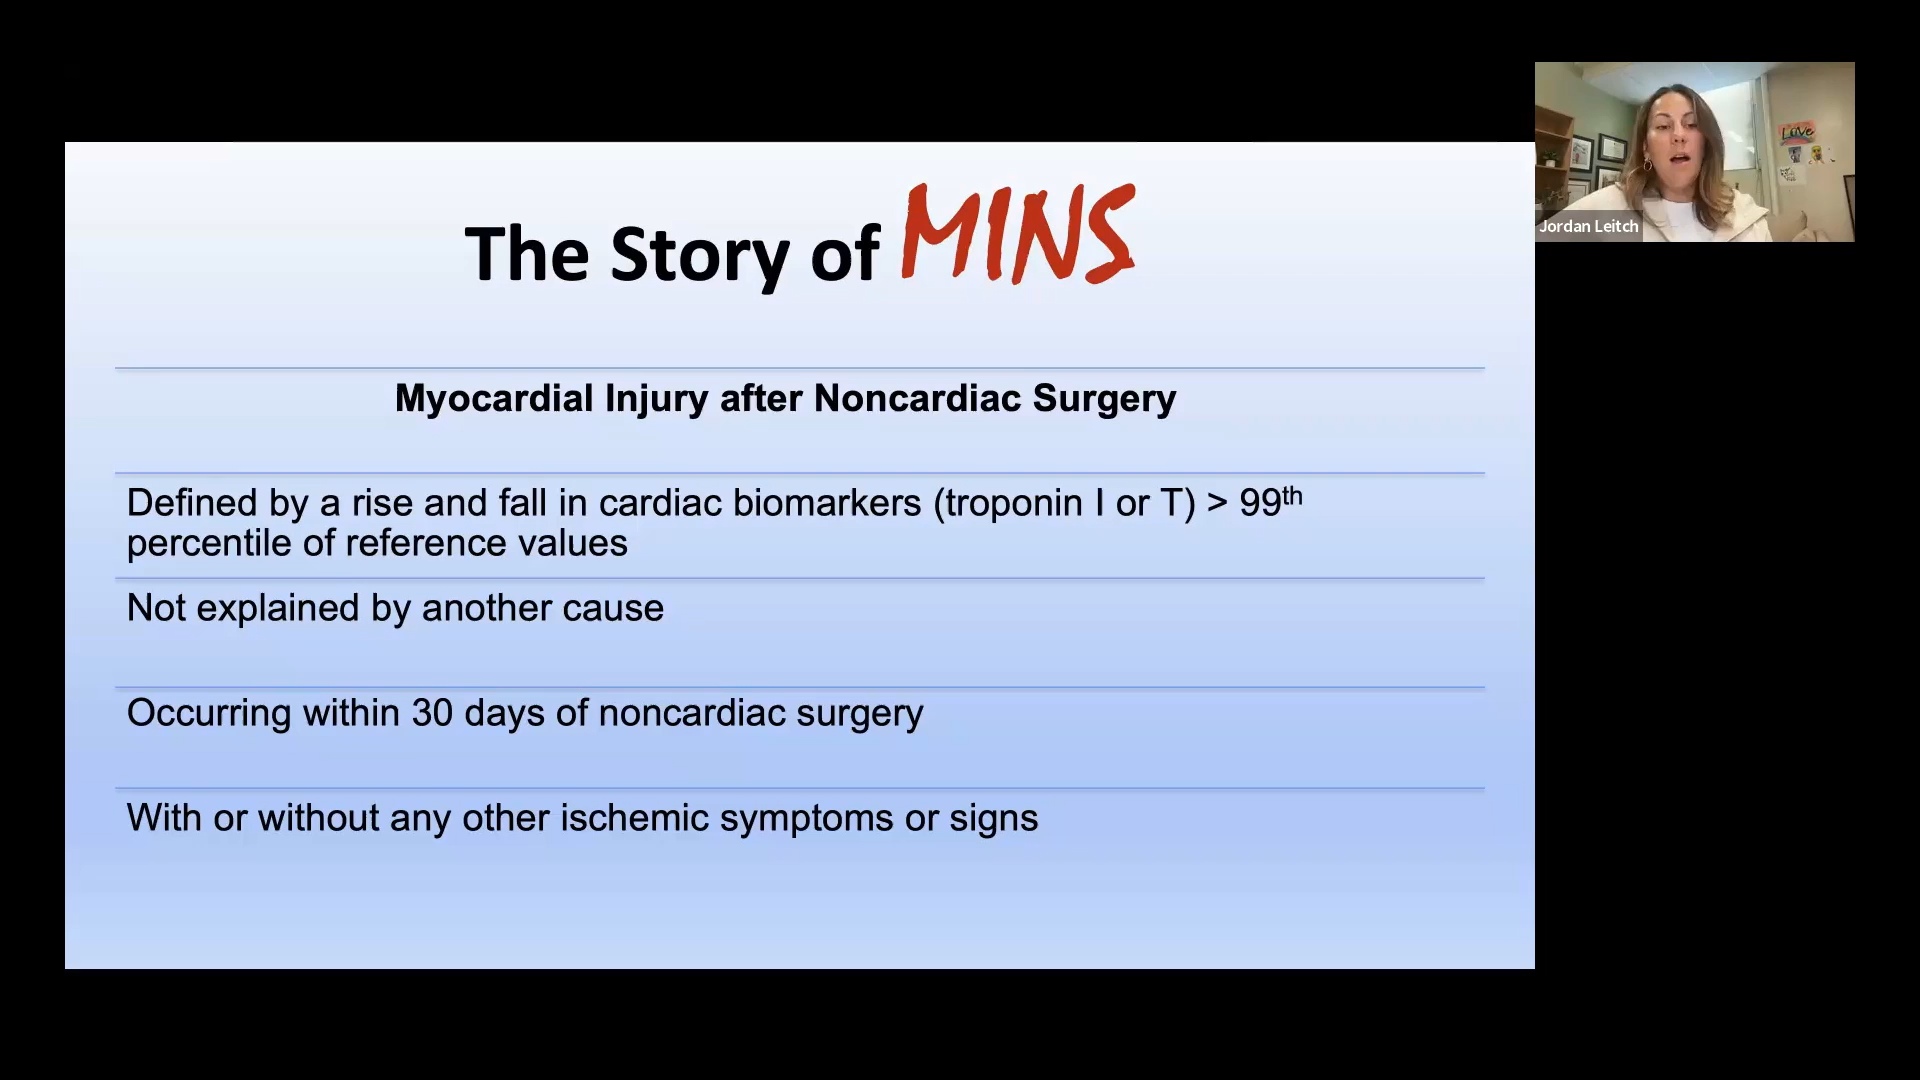 The Story of MINS
Myocardial Injury after Noncardiac Surgery
Defined by a rise and fall in cardiac biomarkers (troponin I or T) > 99th
percentile of reference values
Not explained by another cause
Occurring within 30 days of noncardiac surgery
With or without any other ischemic symptoms or signs
Jordan Leitch
LOVE